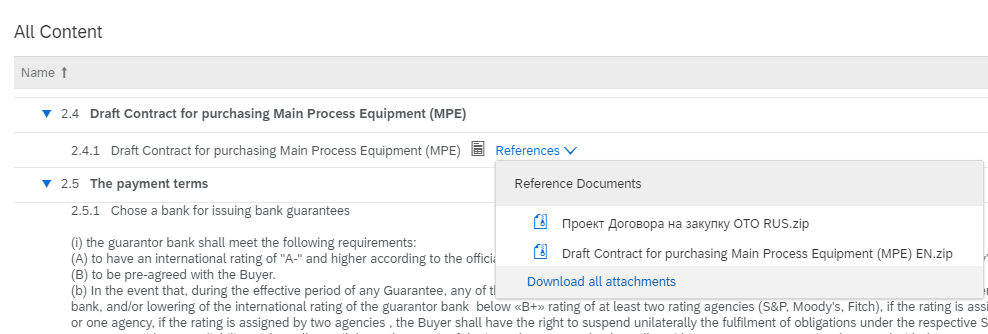 All Content
Name ↑
2.4 Draft Contract for purchasing Main Process Equipment (MPE)
2.4.1 Draft Contract for purchasing Main Process Equipment (MPE) References
Reference Documents
Проект Договора на закупку ОТО RUS.zip
Draft Contract for purchasing Main Process Equipment (MPE) EN.zip
Download all attachments
2.5 The payment terms
2.5.1 Chose a bank for issuing bank guarantees
(i) the guarantor bank shall meet the following requirements:
(A) to have an international rating of "A-" and higher according to the
(B) to be pre-agreed with the Buyer.
(b) In the event that, during the effective period of any Guarantee, any of
bank, and/or lowering of the international rating of the guarantor bank below «B+» rating of at least two rating agencies (S&P, Moody's, Fitch), if the rating is
or one agency, if the rating is assigned by two agencies , the Buyer shall have the right to suspend unilaterally the fulfilment of obligations under the respective